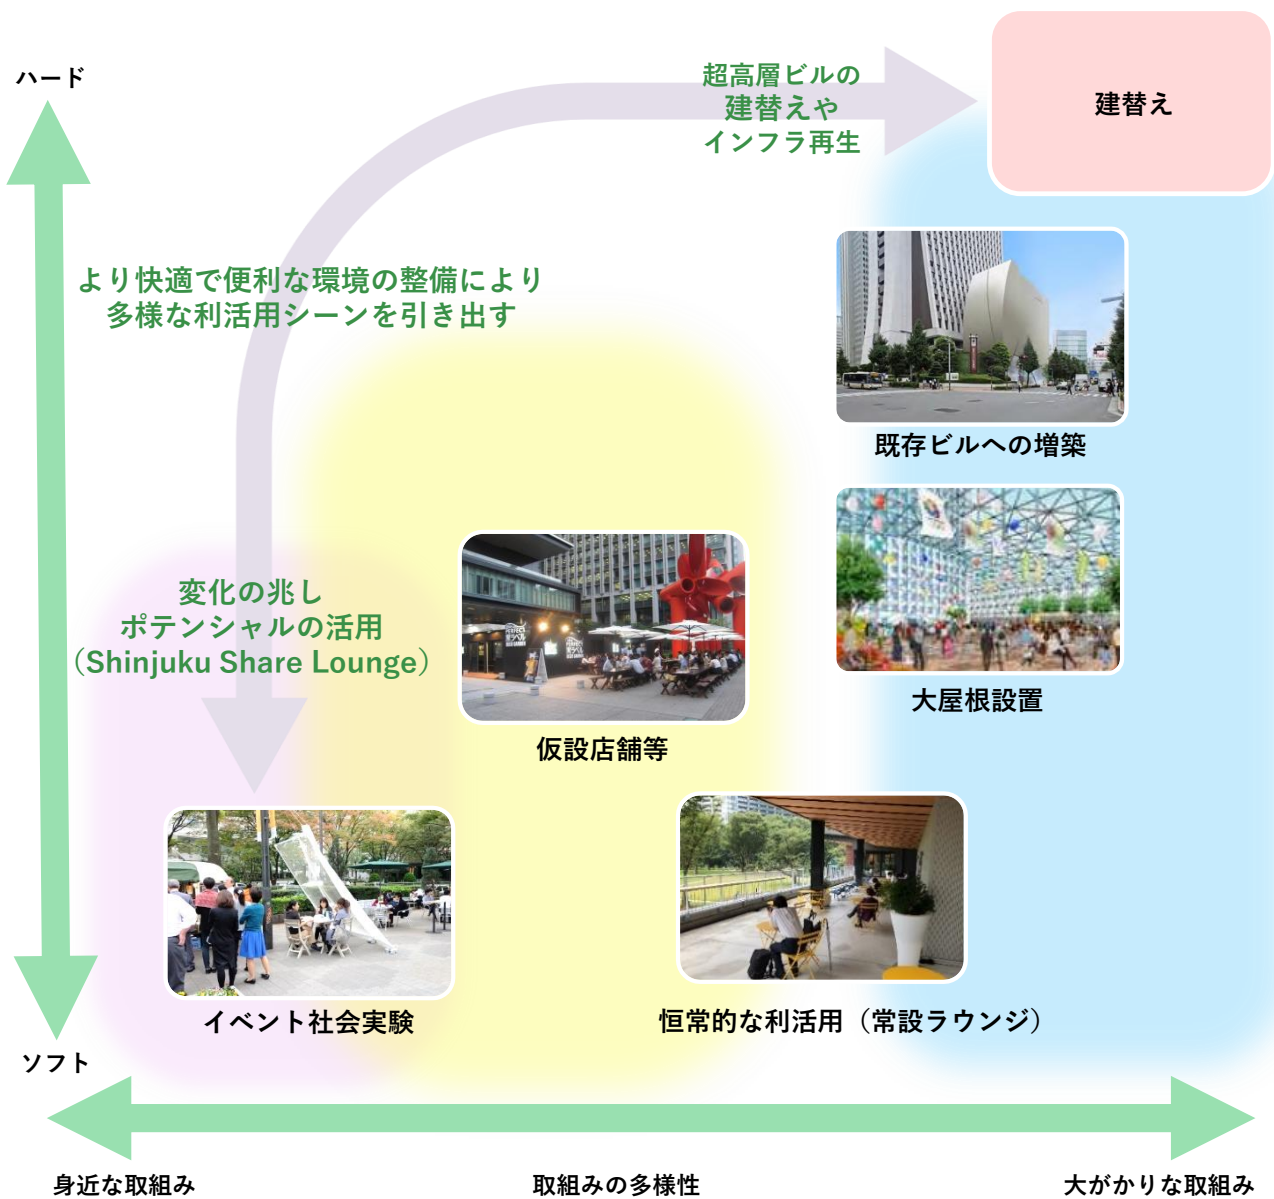 ハード
超高層ビルの
建替えや
インフラ再生
建替え
より快適で便利な環境の整備により
多様な利活用シーンを引き出す
既存ビルへの増築
変化の兆し
ポテンシャルの活用
（Shinjuku Share Lounge）
大屋根設置
仮設店舗等
イベント社会実験
恒常的な利活用（常設ラウンジ）
ソフト
身近な取組み
取組みの多様性
大がかりな取組み